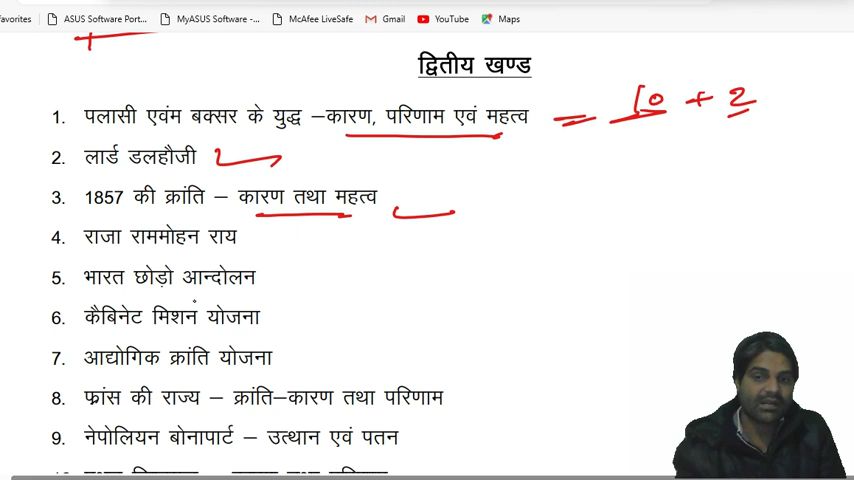 avorites ASUS Software Port... MyASUS Software -... McAfee LiveSafe Gmail YouTube Maps
द्वितीय खण्ड
1. पलासी एवंम बक्सर के युद्ध –कारण, परिणाम एवं महत्व = 10 + 2
2. लार्ड डलहौजी
3. 1857 की क्रांति – कारण तथा महत्व
4. राजा राममोहन राय
5. भारत छोड़ो आन्दोलन
6. कैबिनेट मिशन योजना
7. आद्योगिक क्रांति योजना
8. फ्रांस की राज्य – क्रांति–कारण तथा परिणाम
9. नेपोलियन बोनापार्ट – उत्थान एवं पतन